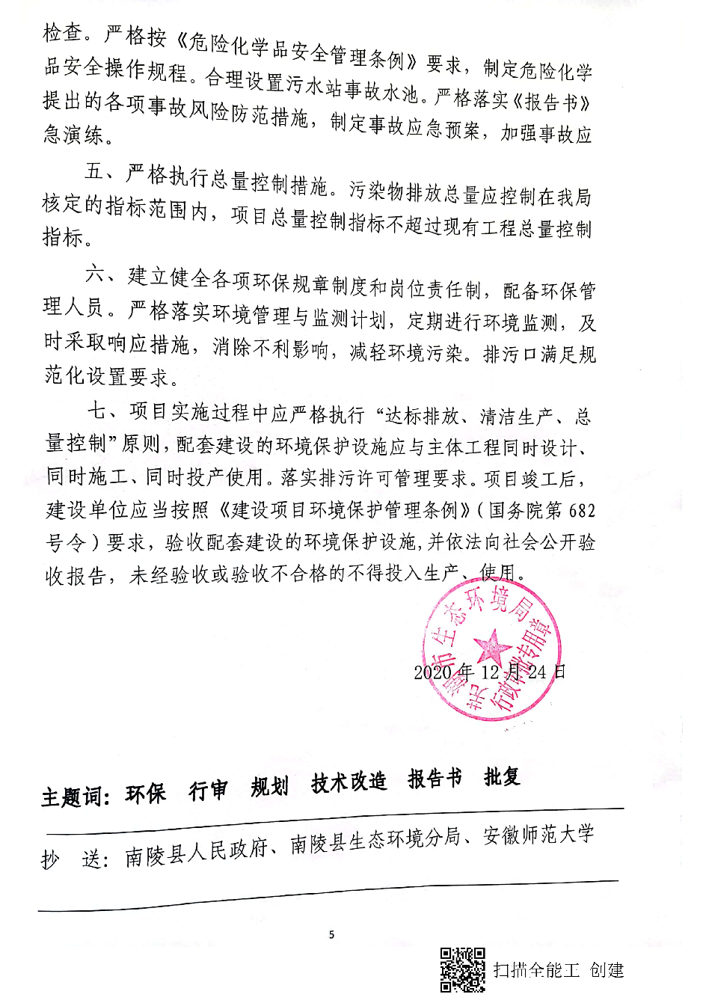 检查。严格按《危险化学品安全管理条例》要求，制定危险化学
品安全操作规程。合理设置污水站事故水池。严格落实《报告书》
提出的各项事故风险防范措施，制定事故应急预案，加强事故应
急演练。
五、严格执行总量控制措施。污染物排放总量应控制在我局
核定的指标范围内，项目总量控制指标不超过现有工程总量控制
指标。
六、建立健全各项环保规章制度和岗位责任制，配备环保管
理人员。严格落实环境管理与监测计划，定期进行环境监测，及
时采取响应措施，消除不利影响，减轻环境污染。排污口满足规
范化设置要求。
七、项目实施过程中应严格执行“达标排放、清洁生产、总
量控制”原则，配套建设的环境保护设施应与主体工程同时设计、
同时施工、同时投产使用。落实排污许可管理要求。项目竣工后，
建设单位应当按照《建设项目环境保护管理条例》（国务院第 682
号令）要求，验收配套建设的环境保护设施，并依法向社会公开验
收报告，未经验收或验收不合格的不得投入生产、使用。
芜湖市生态环境局
行政审批专用章
2020 年 12 月 24 日
主题词：环保 行审 规划 技术改造 报告书 批复
抄 送：南陵县人民政府、南陵县生态环境分局、安徽师范大学
5
扫描全能王 创建